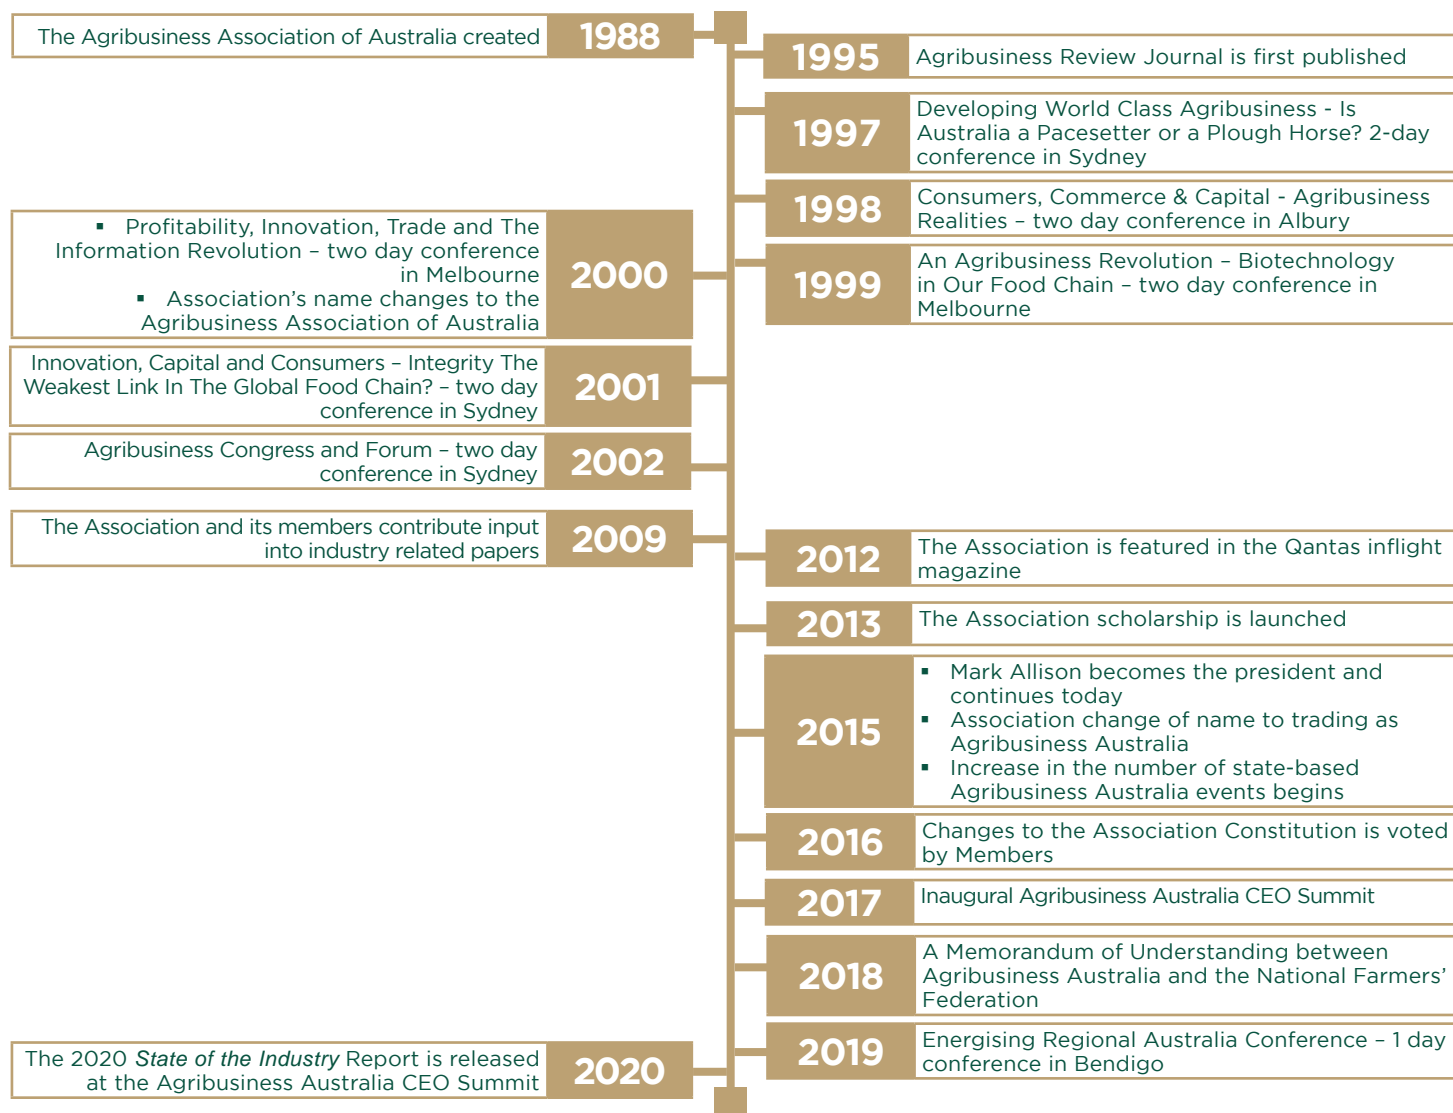 The Agribusiness Association of Australia created
1988
1995
Agribusiness Review Journal is first published
1997
Developing World Class Agribusiness - Is
Australia a Pacesetter or a Plough Horse? 2-day
conference in Sydney
1998
Consumers, Commerce & Capital - Agribusiness
Realities – two day conference in Albury
1999
An Agribusiness Revolution – Biotechnology
in Our Food Chain – two day conference in
Melbourne
▪ Profitability, Innovation, Trade and The
Information Revolution – two day conference
in Melbourne
▪ Association’s name changes to the
Agribusiness Association of Australia
2000
Innovation, Capital and Consumers – Integrity The
Weakest Link In The Global Food Chain? – two day
conference in Sydney
2001
Agribusiness Congress and Forum – two day
conference in Sydney
2002
The Association and its members contribute input
into industry related papers
2009
2012
The Association is featured in the Qantas inflight
magazine
2013
The Association scholarship is launched
2015
▪ Mark Allison becomes the president and
continues today
▪ Association change of name to trading as
Agribusiness Australia
▪ Increase in the number of state-based
Agribusiness Australia events begins
2016
Changes to the Association Constitution is voted
by Members
2017
Inaugural Agribusiness Australia CEO Summit
2018
A Memorandum of Understanding between
Agribusiness Australia and the National Farmers’
Federation
2019
Energising Regional Australia Conference – 1 day
conference in Bendigo
The 2020 State of the Industry Report is released
at the Agribusiness Australia CEO Summit
2020